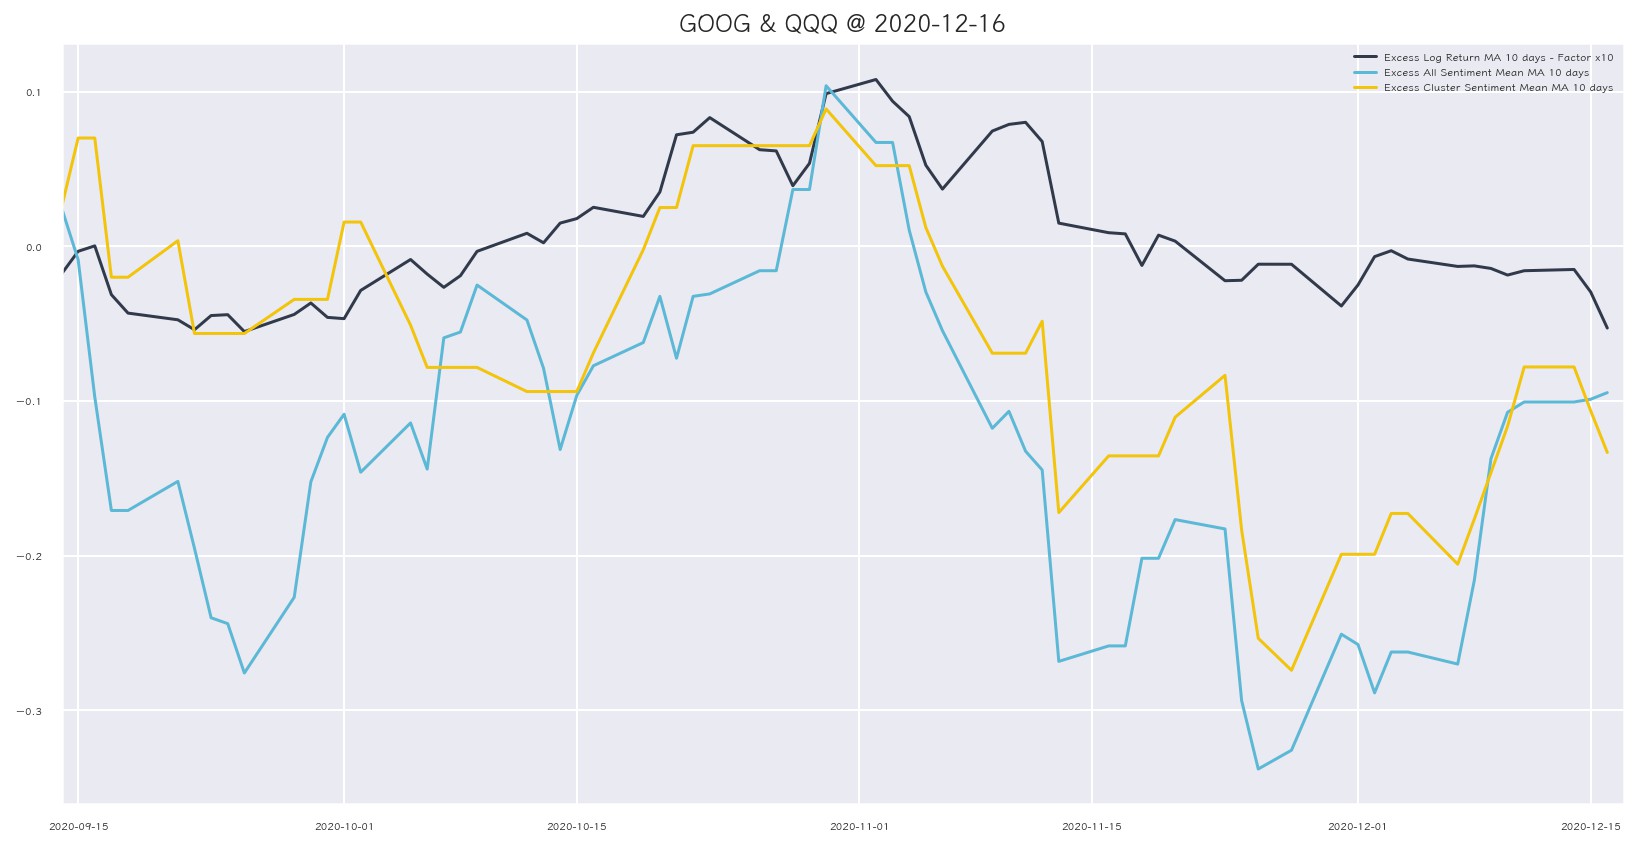 GOOG & QQQ @ 2020-12-16
Excess Log Return MA 10 days - Factor x10
Excess All Sentiment Mean MA 10 days
Excess Cluster Sentiment Mean MA 10 days
0.1
0.0
−0.1
−0.2
−0.3
2020-09-15 2020-10-01 2020-10-15 2020-11-01 2020-11-15 2020-12-01 2020-12-15